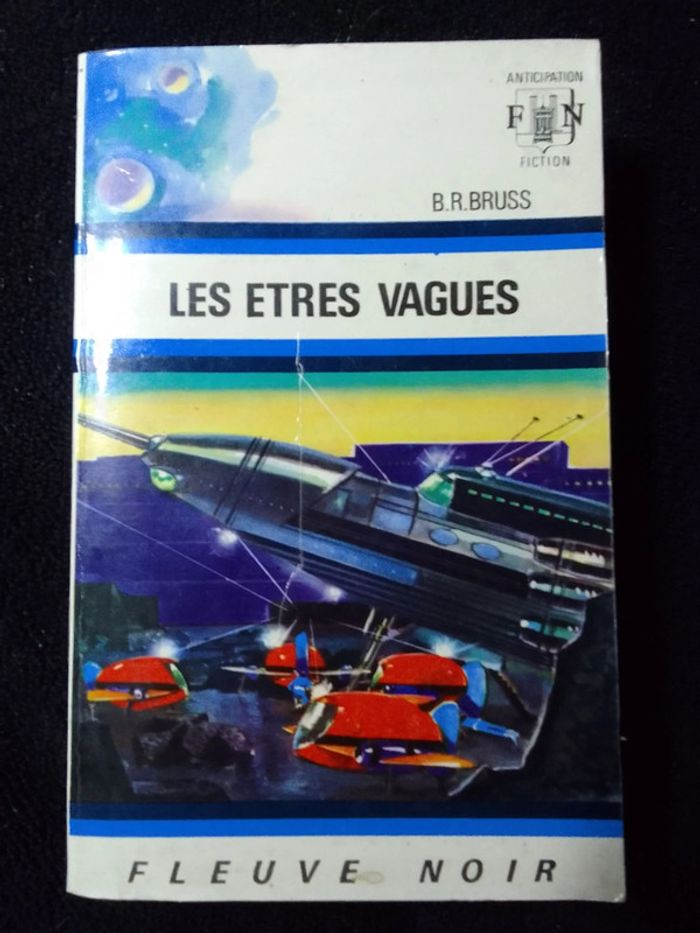 ANTICIPATION
F N
FICTION
B.R.BRUSS
LES ETRES VAGUES
FLEUVE NOIR